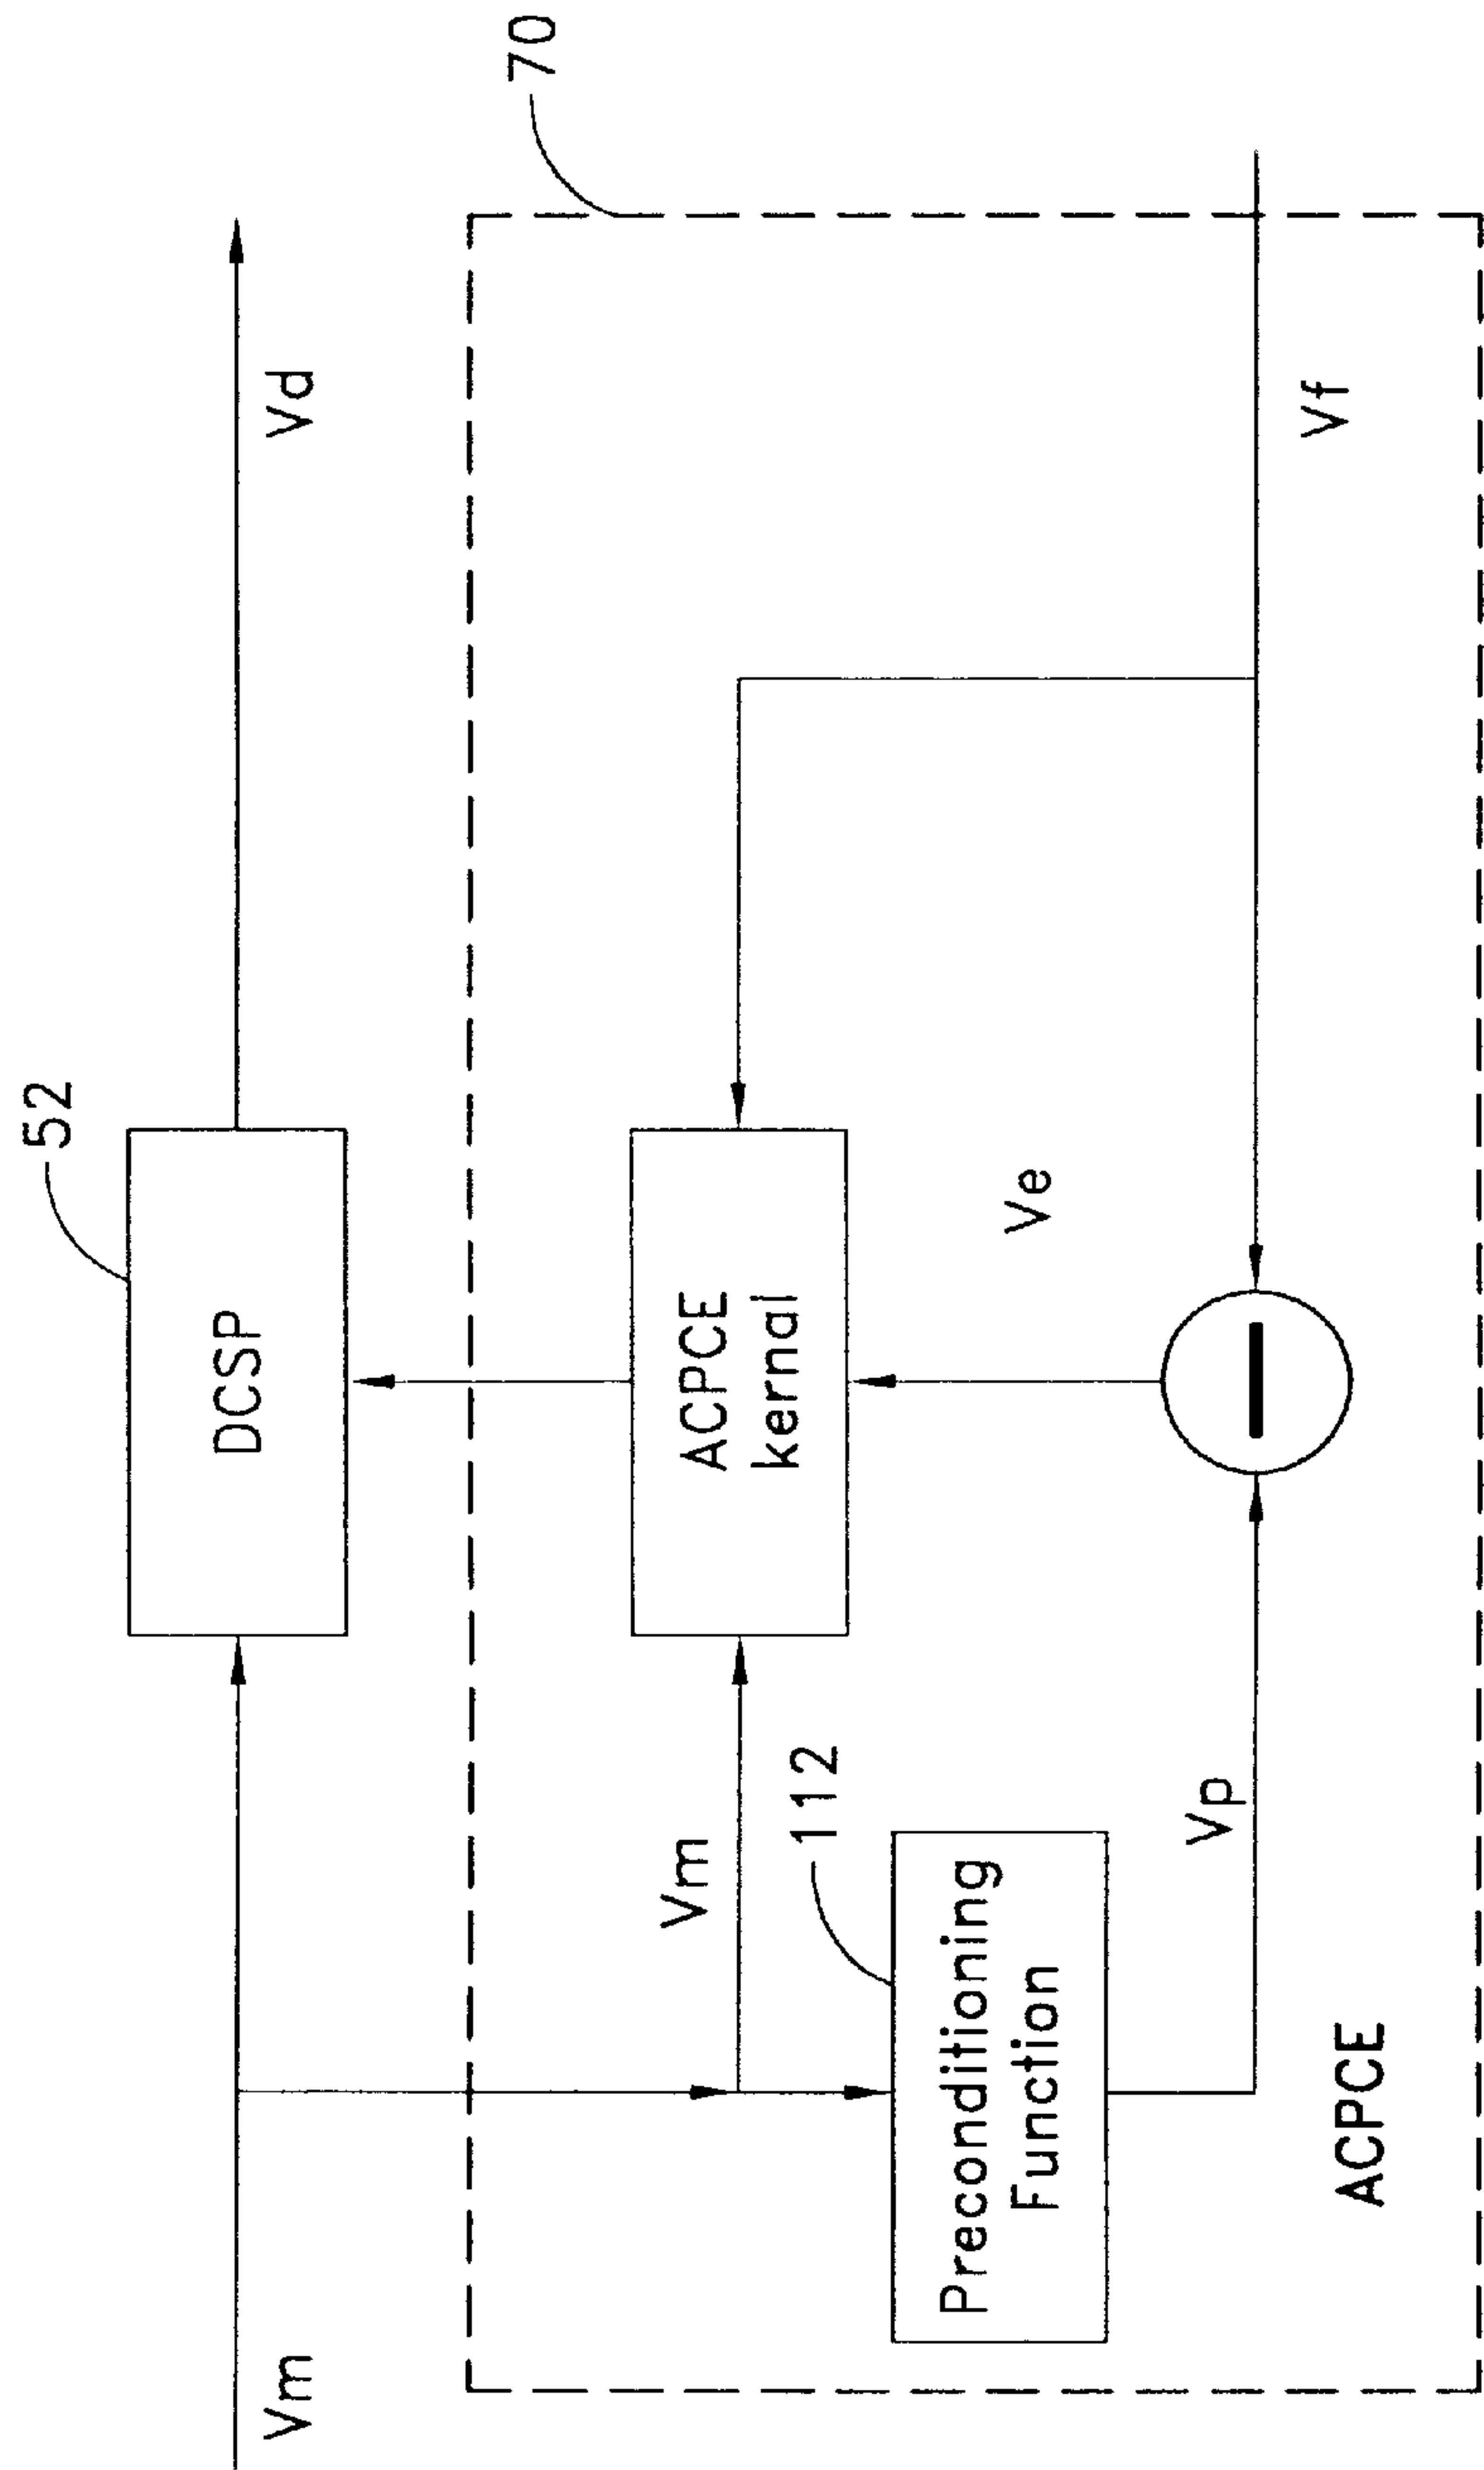 52
70
DCSP
Vm
Vd
Vm
ACPCE
kernal
112
Ve
Preconditioning
Function
Vp
Vf
ACPCE